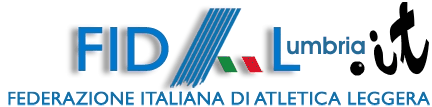 FIDAL umbria.it
FEDERAZIONE ITALIANA DI ATLETICA LEGGERA